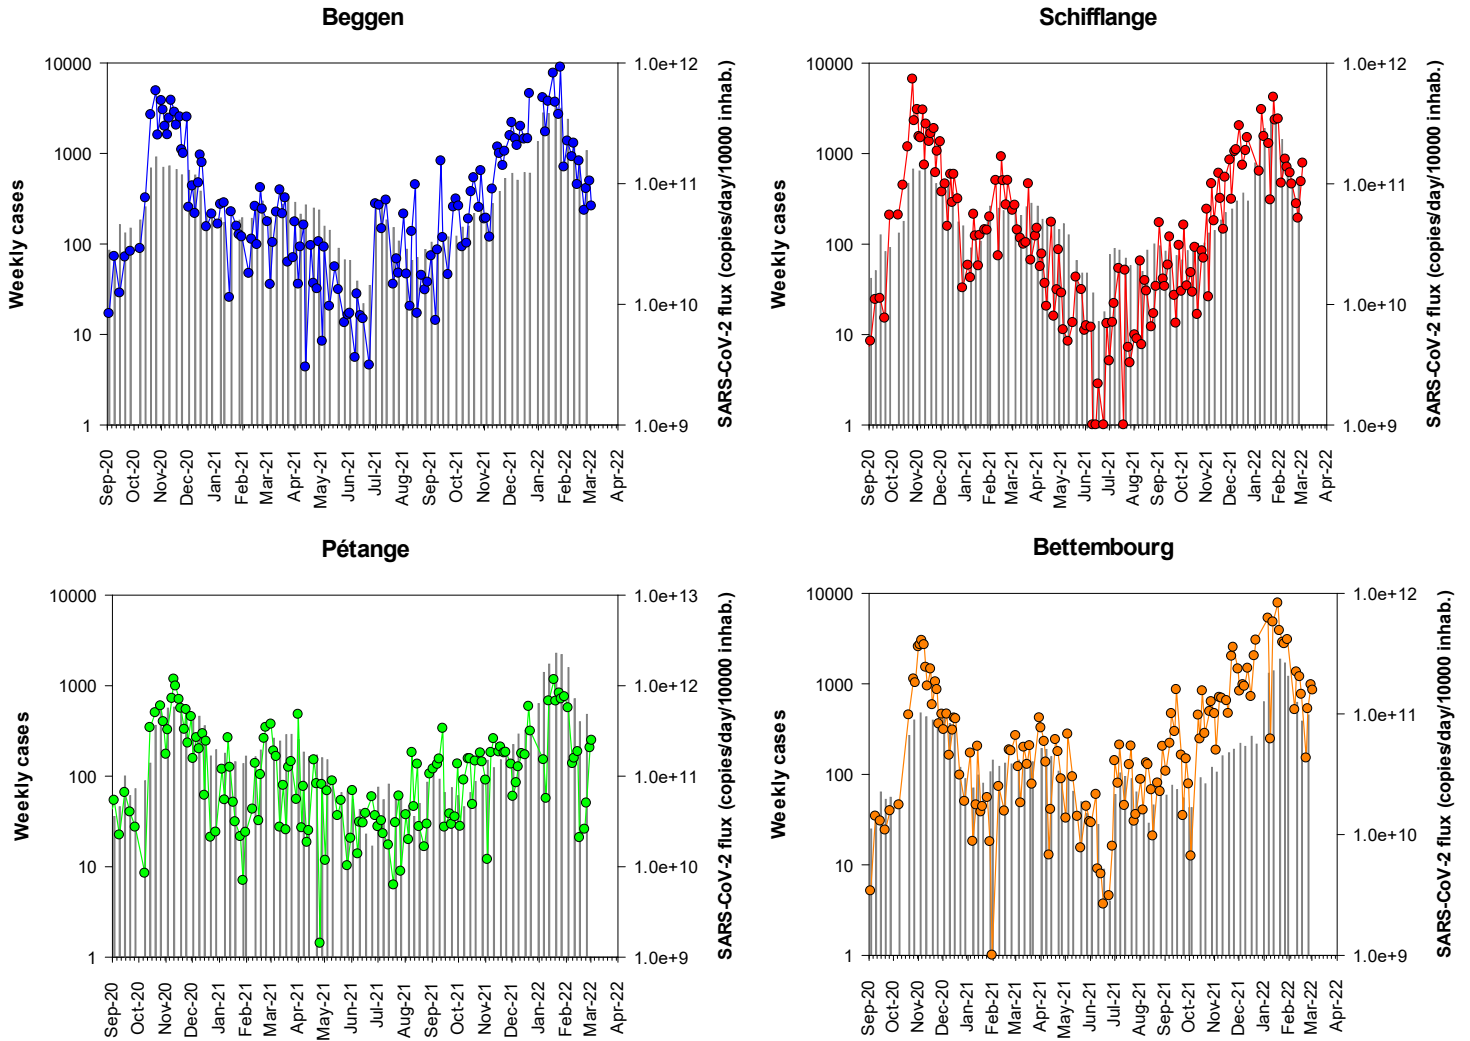 Beggen
Weekly cases
10000
1000
100
10
1
1.0e+12
1.0e+11
1.0e+10
1.0e+9
SARS-CoV-2 flux (copies/day/10000 inhab.)
Sep-20
Oct-20
Nov-20
Dec-20
Jan-21
Feb-21
Mar-21
Apr-21
May-21
Jun-21
Jul-21
Aug-21
Sep-21
Oct-21
Nov-21
Dec-21
Jan-22
Feb-22
Mar-22
Apr-22
Schifflange
Weekly cases
10000
1000
100
10
1
1.0e+12
1.0e+11
1.0e+10
1.0e+9
SARS-CoV-2 flux (copies/day/10000 inhab.)
Sep-20
Oct-20
Nov-20
Dec-20
Jan-21
Feb-21
Mar-21
Apr-21
May-21
Jun-21
Jul-21
Aug-21
Sep-21
Oct-21
Nov-21
Dec-21
Jan-22
Feb-22
Mar-22
Apr-22
Pétange
Weekly cases
10000
1000
100
10
1
1.0e+13
1.0e+12
1.0e+11
1.0e+10
1.0e+9
SARS-CoV-2 flux (copies/day/10000 inhab.)
Sep-20
Oct-20
Nov-20
Dec-20
Jan-21
Feb-21
Mar-21
Apr-21
May-21
Jun-21
Jul-21
Aug-21
Sep-21
Oct-21
Nov-21
Dec-21
Jan-22
Feb-22
Mar-22
Apr-22
Bettembourg
Weekly cases
10000
1000
100
10
1
1.0e+12
1.0e+11
1.0e+10
1.0e+9
SARS-CoV-2 flux (copies/day/10000 inhab.)
Sep-20
Oct-20
Nov-20
Dec-20
Jan-21
Feb-21
Mar-21
Apr-21
May-21
Jun-21
Jul-21
Aug-21
Sep-21
Oct-21
Nov-21
Dec-21
Jan-22
Feb-22
Mar-22
Apr-22